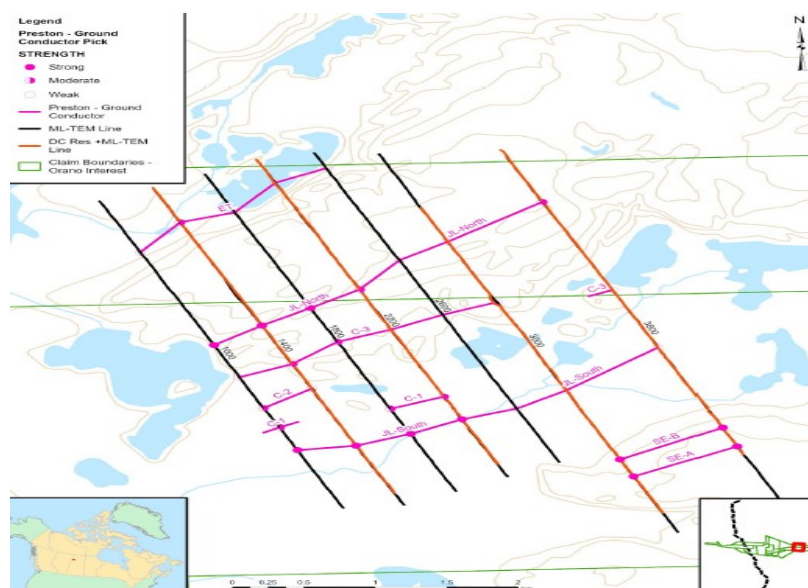 Legend
Preston - Ground
Conductor Pick
STRENGTH
Strong
Moderate
Weak
Preston - Ground
Conductor
ML-TEM Line
DC Res +ML-TEM
Line
Claim Boundaries -
Orano Interest
N
ET
JL-North
C-3
JL-North
2600
C-3
2200
1800
3800
1400
3000
1000
C-2
C-1
JL-South
C-1
JL-South
SE-B
SE-A
0 0.25 0.5 1 1.5 2